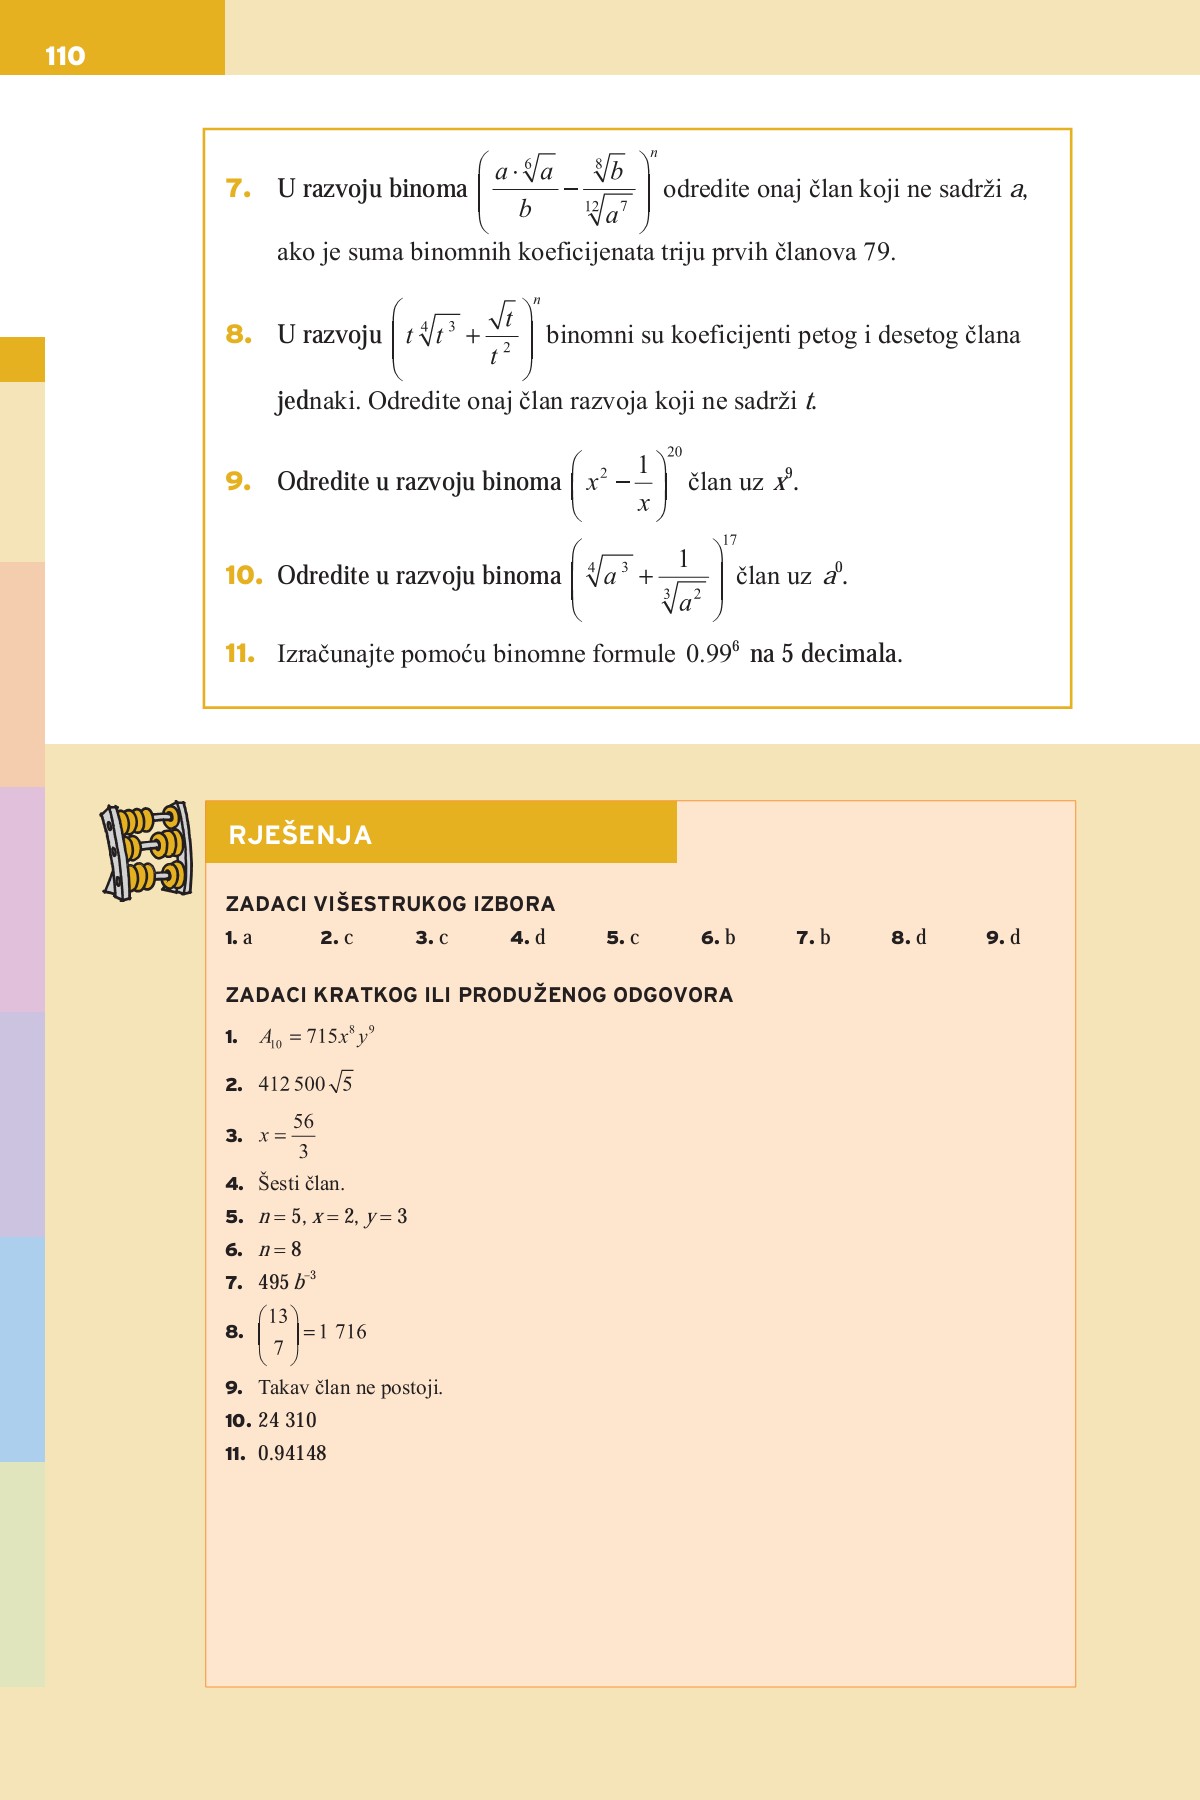 110
7. U razvoju binoma $\left(\frac{a\cdot\sqrt[6]{a}}{b}-\frac{\sqrt[8]{b}}{\sqrt[12]{a^7}}\right)^n$ odredite onaj član koji ne sadrži a,
ako je suma binomnih koeficijenata triju prvih članova 79.
8. U razvoju $\left(t\sqrt[4]{t^3}+\frac{\sqrt{t}}{t^2}\right)^n$ binomni su koeficijenti petog i desetog člana
jednaki. Odredite onaj član razvoja koji ne sadrži t.
9. Odredite u razvoju binoma $\left(x^2-\frac{1}{x}\right)^{20}$ član uz $x^9$.
10. Odredite u razvoju binoma $\left(\sqrt[4]{a^3}+\frac{1}{\sqrt[3]{a^2}}\right)^{17}$ član uz $a^0$.
11. Izračunajte pomoću binomne formule $0.99^6$ na 5 decimala.
RJEŠENJA
ZADACI VIŠESTRUKOG IZBORA
1. a 2. c 3. c 4. d 5. c 6. b 7. b 8. d 9. d
ZADACI KRATKOG ILI PRODUŽENOG ODGOVORA
1. $A_{10}=715x^8y^9$
2. $412\,500\sqrt{5}$
3. $x=\frac{56}{3}$
4. Šesti član.
5. n = 5, x = 2, y = 3
6. n = 8
7. $495\,b^{-3}$
8. $\binom{13}{7}=1\,716$
9. Takav član ne postoji.
10. 24 310
11. 0.94148